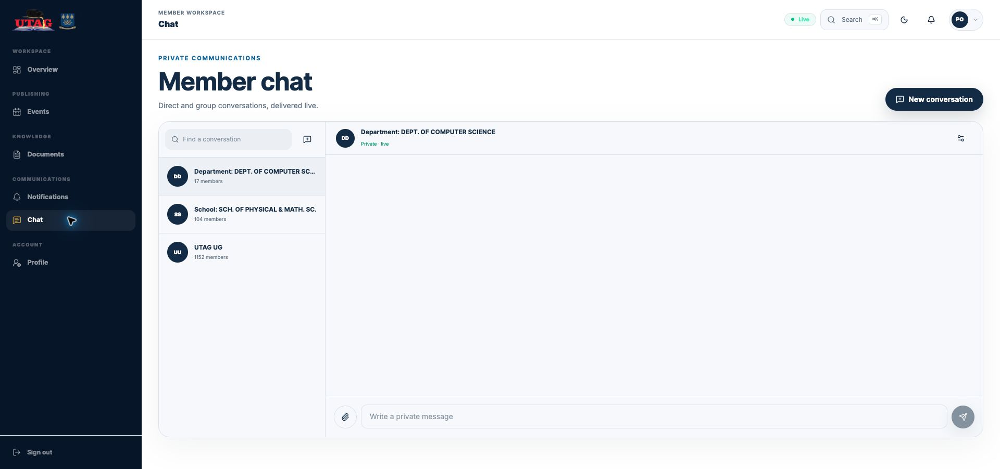 UTAG
WORKSPACE
Overview
PUBLISHING
Events
KNOWLEDGE
Documents
COMMUNICATIONS
Notifications
Chat
ACCOUNT
Profile
Sign out
MEMBER WORKSPACE
Chat
Live
Search
⌘K
PO
PRIVATE COMMUNICATIONS
Member chat
Direct and group conversations, delivered live.
New conversation
Find a conversation
DD
Department: DEPT. OF COMPUTER SC...
17 members
SS
School: SCH. OF PHYSICAL & MATH. SC.
104 members
UU
UTAG UG
1152 members
DD
Department: DEPT. OF COMPUTER SCIENCE
Private · live
Write a private message